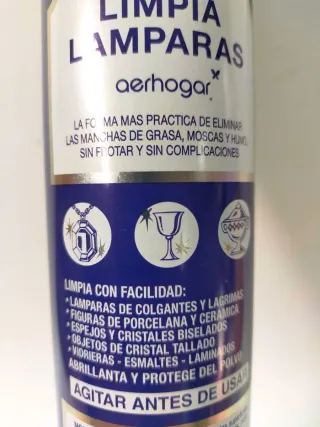 LIMPIA
LAMPARAS
aerhogar
LA FORMA MAS PRACTICA DE ELIMINAR
LAS MANCHAS DE GRASA, MOSCAS Y HUMO,
SIN FROTAR Y SIN COMPLICACIONES
LIMPIA CON FACILIDAD:
* LAMPARAS DE COLGANTES Y LAGRIMAS
* FIGURAS DE PORCELANA Y CERAMICA
* ESPEJOS Y CRISTALES BISELADOS
* OBJETOS DE CRISTAL TALLADO
* VIDRIERAS - ESMALTES - LAMINADOS
ABRILLANTA Y PROTEGE DEL POLVO
AGITAR ANTES DE USAR